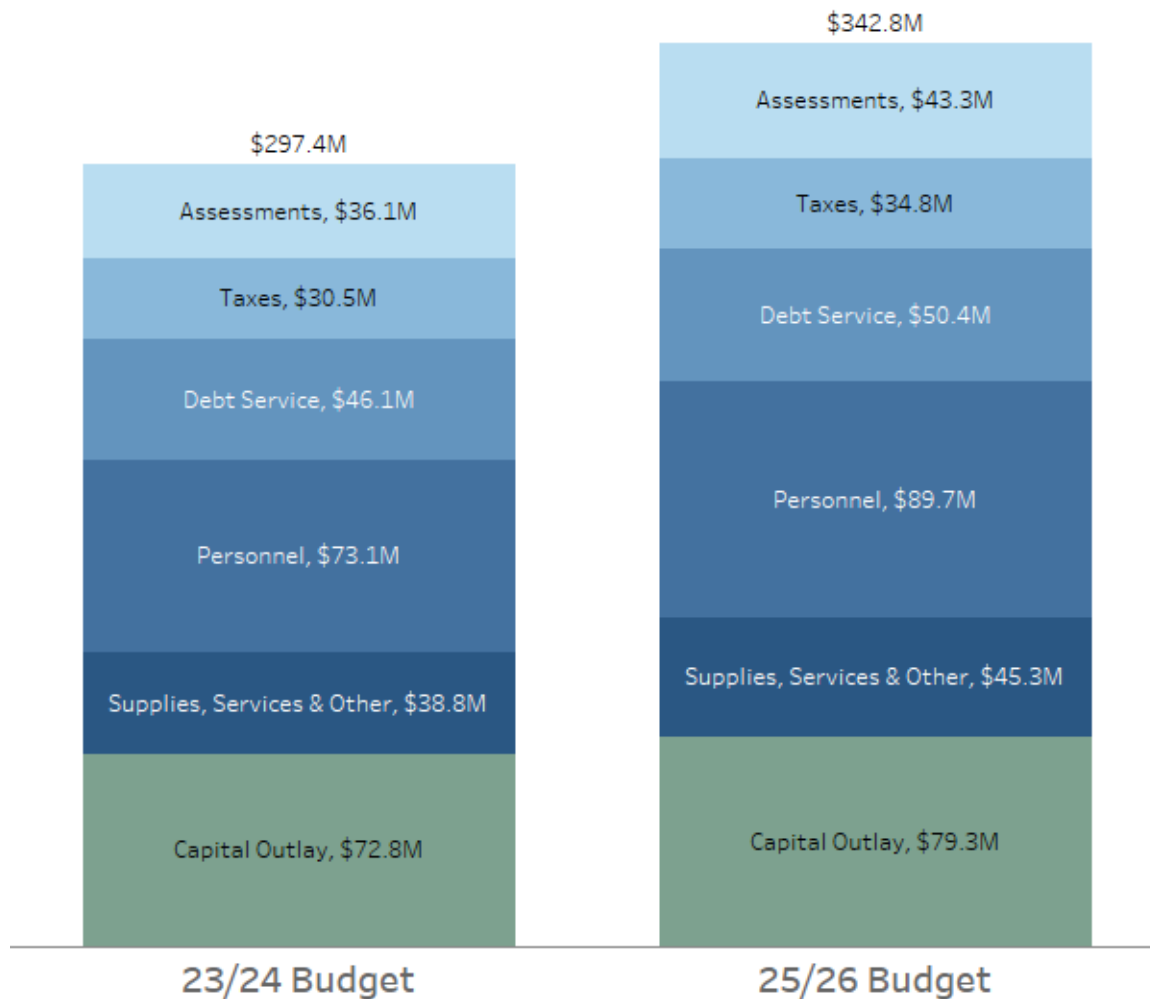 $342.8M
Assessments, $43.3M
$297.4M
Assessments, $36.1M
Taxes, $34.8M
Taxes, $30.5M
Debt Service, $50.4M
Debt Service, $46.1M
Personnel, $89.7M
Personnel, $73.1M
Supplies, Services & Other, $45.3M
Supplies, Services & Other, $38.8M
Capital Outlay, $79.3M
Capital Outlay, $72.8M
23/24 Budget
25/26 Budget